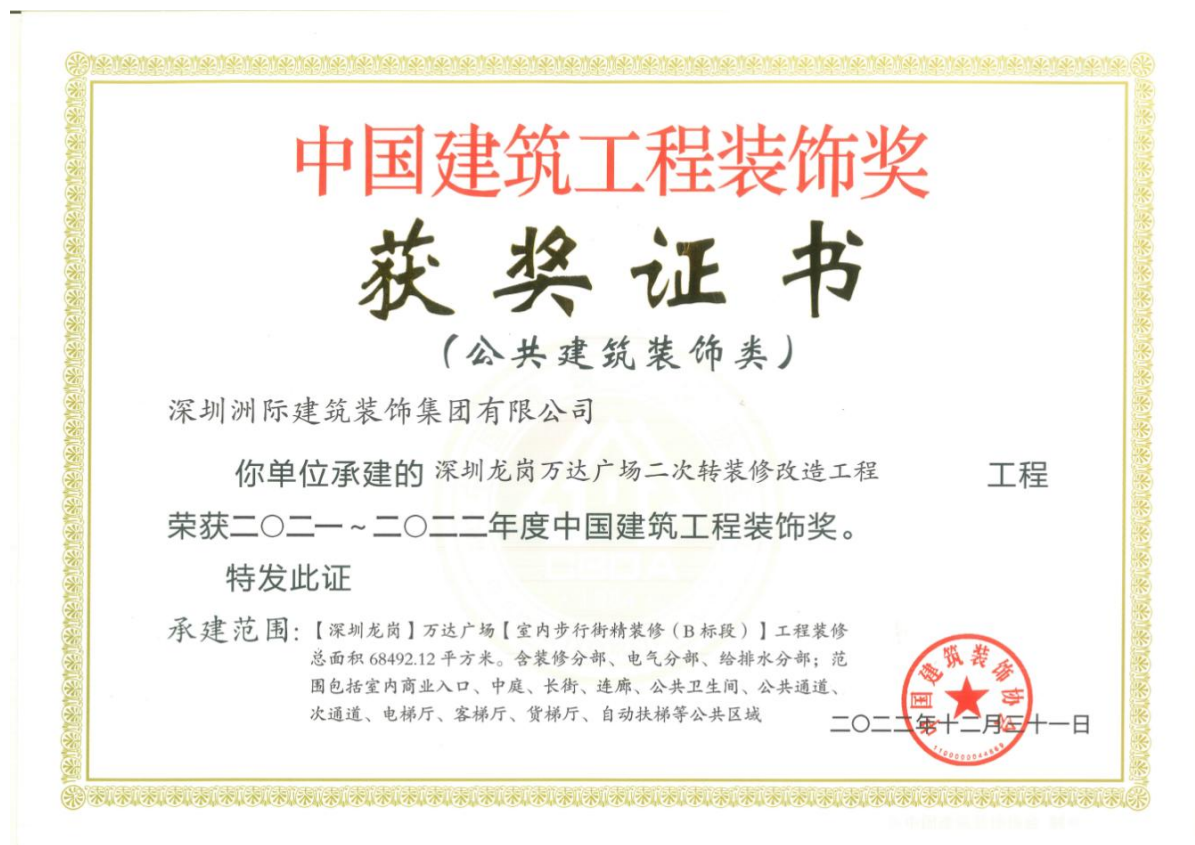 中国建筑工程装饰奖
获奖证书
(公共建筑装饰类)
深圳洲际建筑装饰集团有限公司
你单位承建的 深圳龙岗万达广场二次转装修改造工程 工程
荣获二〇二一~二〇二二年度中国建筑工程装饰奖。
特发此证
承建范围:【深圳龙岗】万达广场【室内步行街精装修(B标段)】工程装修
总面积68492.12平方米。含装修分部、电气分部、给排水分部;范
围包括室内商业入口、中庭、长街、连廊、公共卫生间、公共通道、
次通道、电梯厅、客梯厅、货梯厅、自动扶梯等公共区域
中国建筑装饰协会
二〇二二年十二月三十一日
CBDA